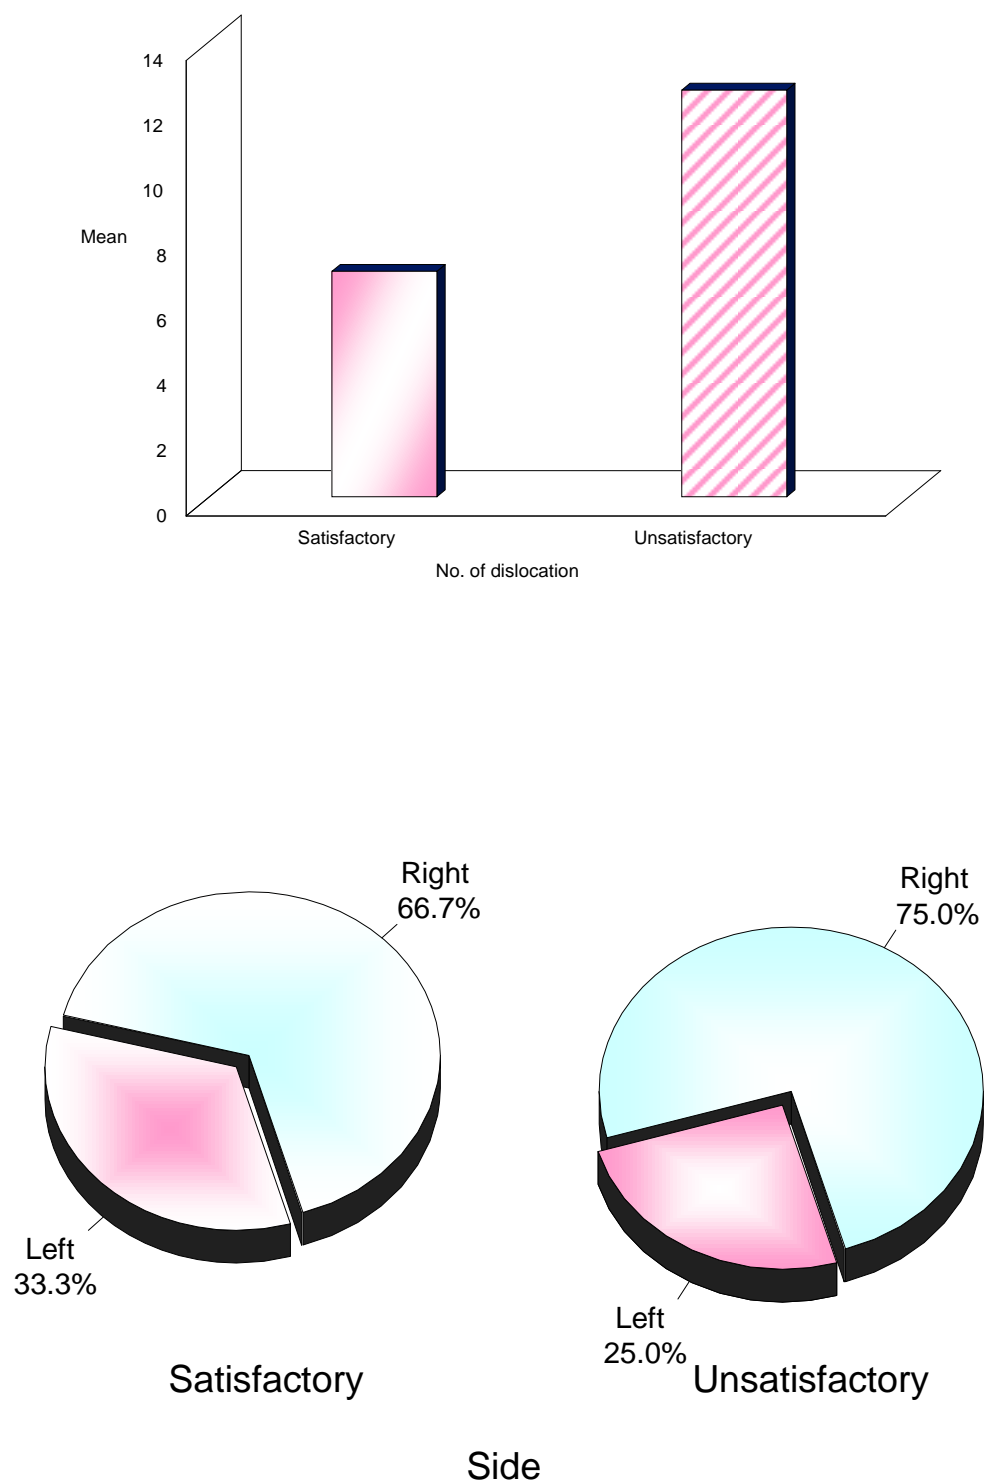 14
12
10
Mean
8
6
4
2
0
Satisfactory
Unsatisfactory
No. of dislocation
Right
66.7%
Right
75.0%
Left
33.3%
Left
25.0%
Satisfactory
Unsatisfactory
Side